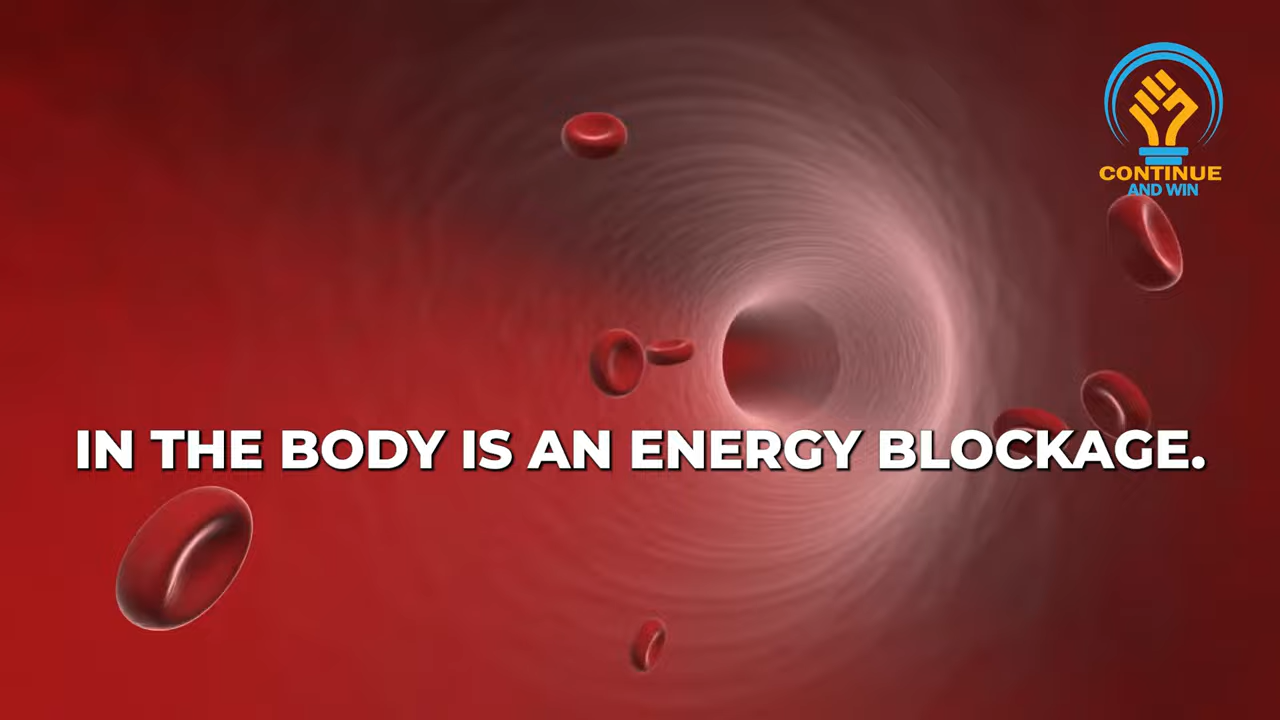 CONTINUE
AND WIN
IN THE BODY IS AN ENERGY BLOCKAGE.